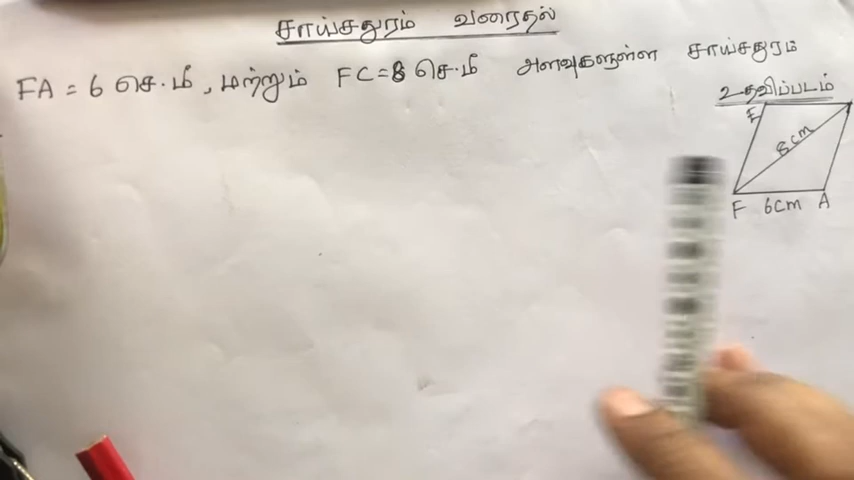 சாய்சதுரம் வரைதல்
FA = 6 செ.மீ, மற்றும் FC = 8 செ.மீ அளவுகளுள்ள சாய்சதுரம்
உதவிப்படம்
E
8cm
F 6cm A